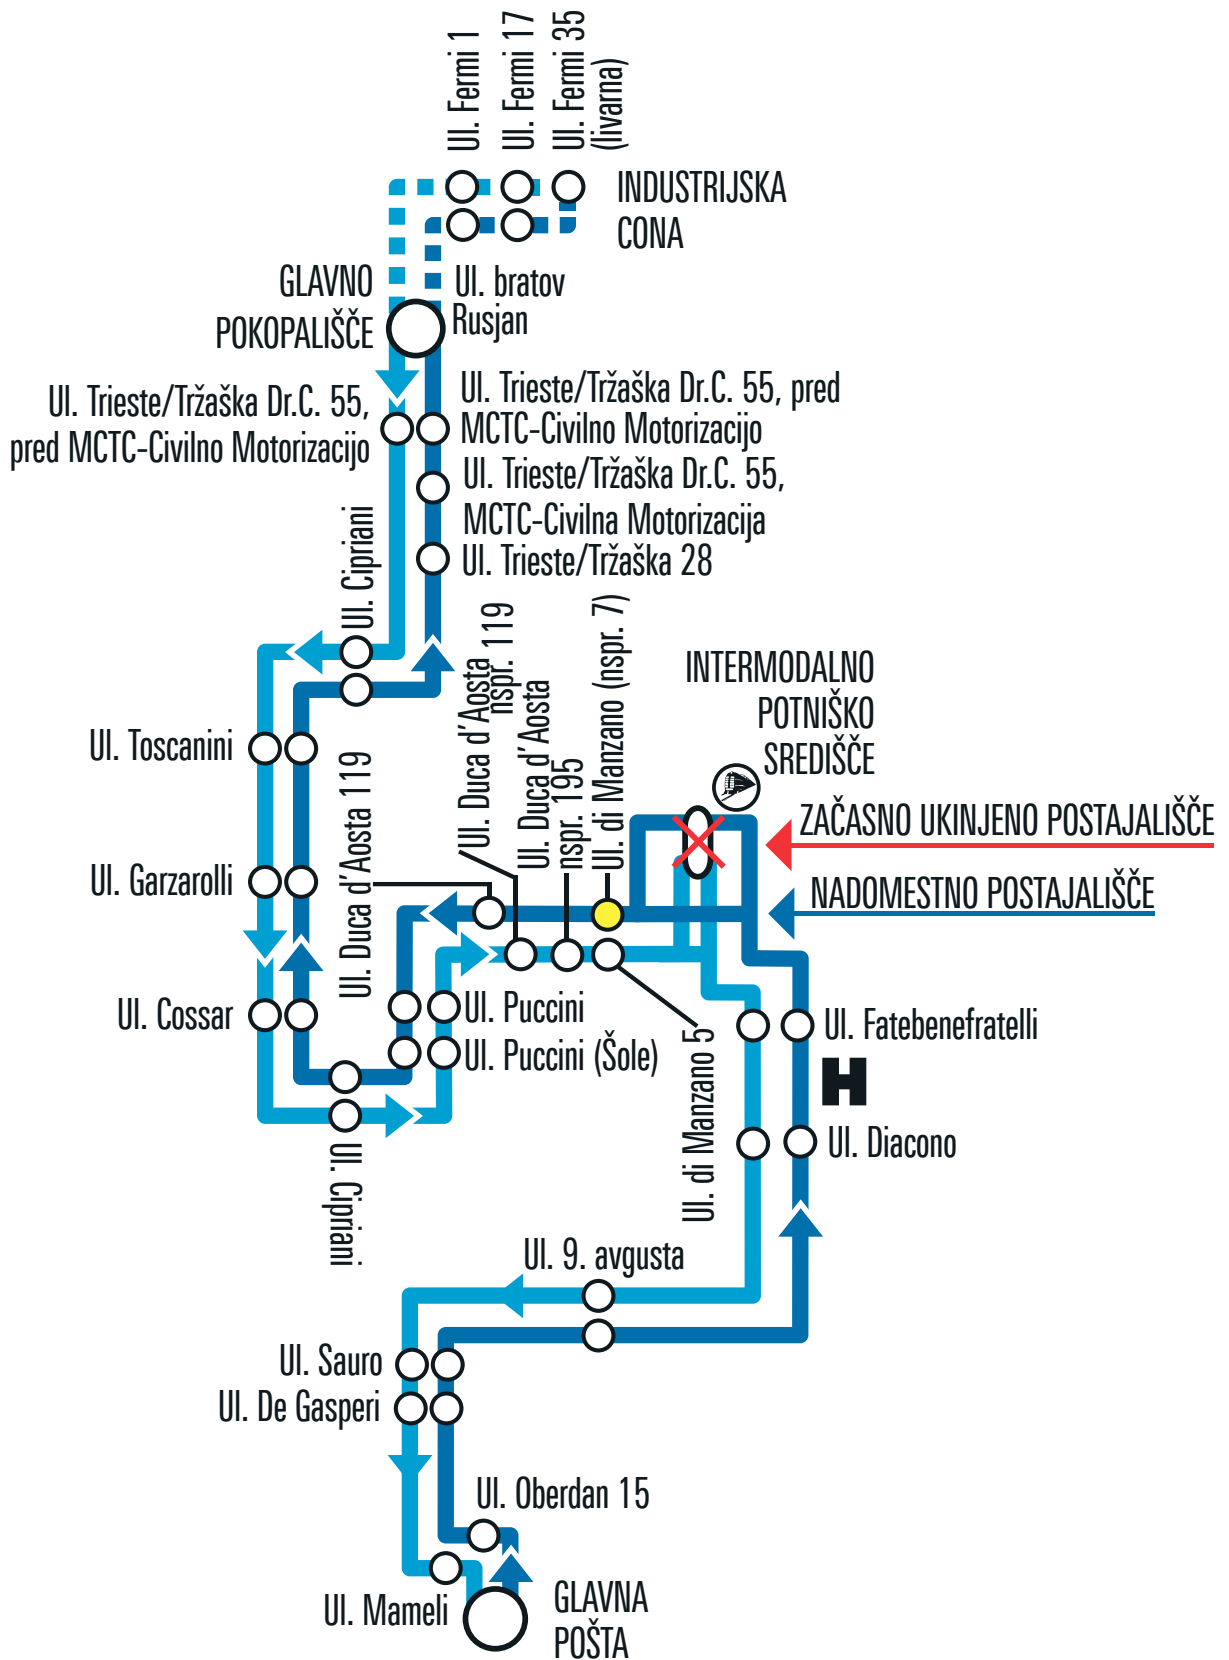 Ul. Fermi 1
Ul. Fermi 17
Ul. Fermi 35
(livarna)
INDUSTRIJSKA
CONA
GLAVNO
POKOPALIŠČE
Ul. bratov
Rusjan
Ul. Trieste/Tržaška Dr.C. 55,
pred MCTC-Civilno Motorizacijo
Ul. Trieste/Tržaška Dr.C. 55, pred
MCTC-Civilno Motorizacijo
Ul. Trieste/Tržaška Dr.C. 55,
MCTC-Civilna Motorizacija
Ul. Trieste/Tržaška 28
Ul. Cipriani
Ul. Toscanini
Ul. Garzarolli
Ul. Cossar
Ul. Duca d'Aosta 119
Ul. Duca d'Aosta
nspr. 119
Ul. Duca d'Aosta
nspr. 195
Ul. di Manzano (nspr. 7)
INTERMODALNO
POTNIŠKO
SREDIŠČE
ZAČASNO UKINJENO POSTAJALIŠČE
NADOMESTNO POSTAJALIŠČE
Ul. Puccini
Ul. Puccini (Šole)
Ul. Cipriani
Ul. di Manzano 5
Ul. Fatebenefratelli
H
Ul. Diacono
Ul. 9. avgusta
Ul. Sauro
Ul. De Gasperi
Ul. Oberdan 15
Ul. Mameli
GLAVNA
POŠTA